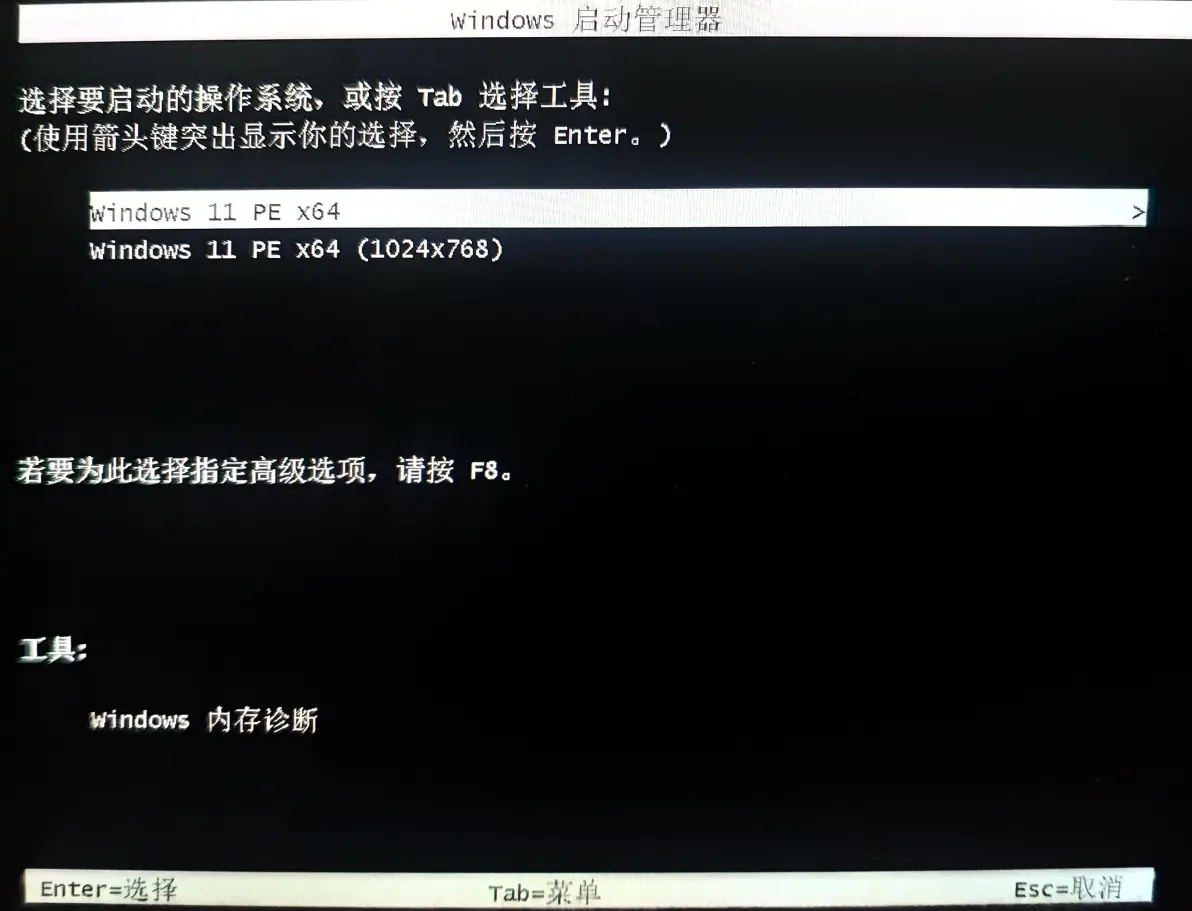 Windows 启动管理器
选择要启动的操作系统，或按 Tab 选择工具:
(使用箭头键突出显示你的选择，然后按 Enter。)
Windows 11 PE x64 >
Windows 11 PE x64 (1024x768)
若要为此选择指定高级选项，请按 F8。
工具:
Windows 内存诊断
Enter=选择 Tab=菜单 Esc=取消